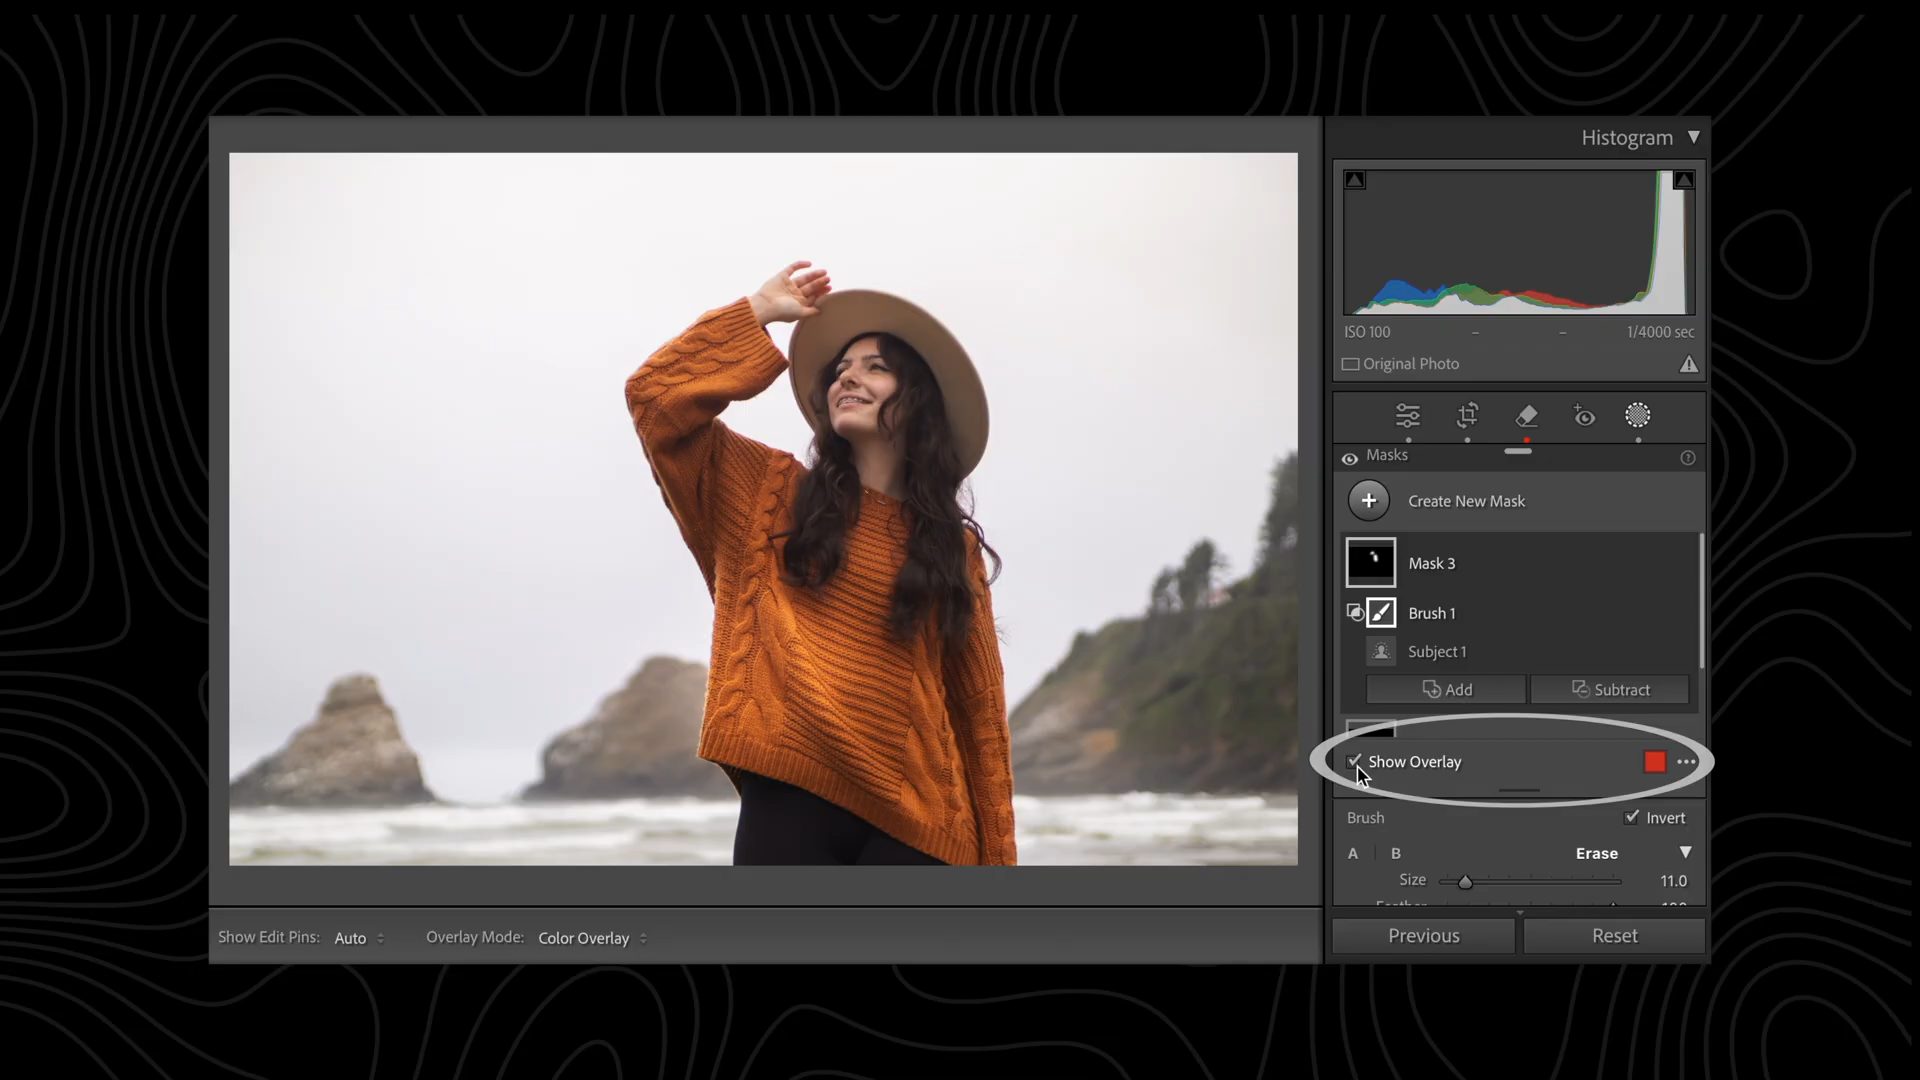 Histogram
ISO 100 – – 1/4000 sec
Original Photo
Masks
Create New Mask
Mask 3
Brush 1
Subject 1
Add Subtract
Show Overlay
Brush Invert
A B Erase
Size 11.0
Show Edit Pins: Auto Overlay Mode: Color Overlay
Previous Reset